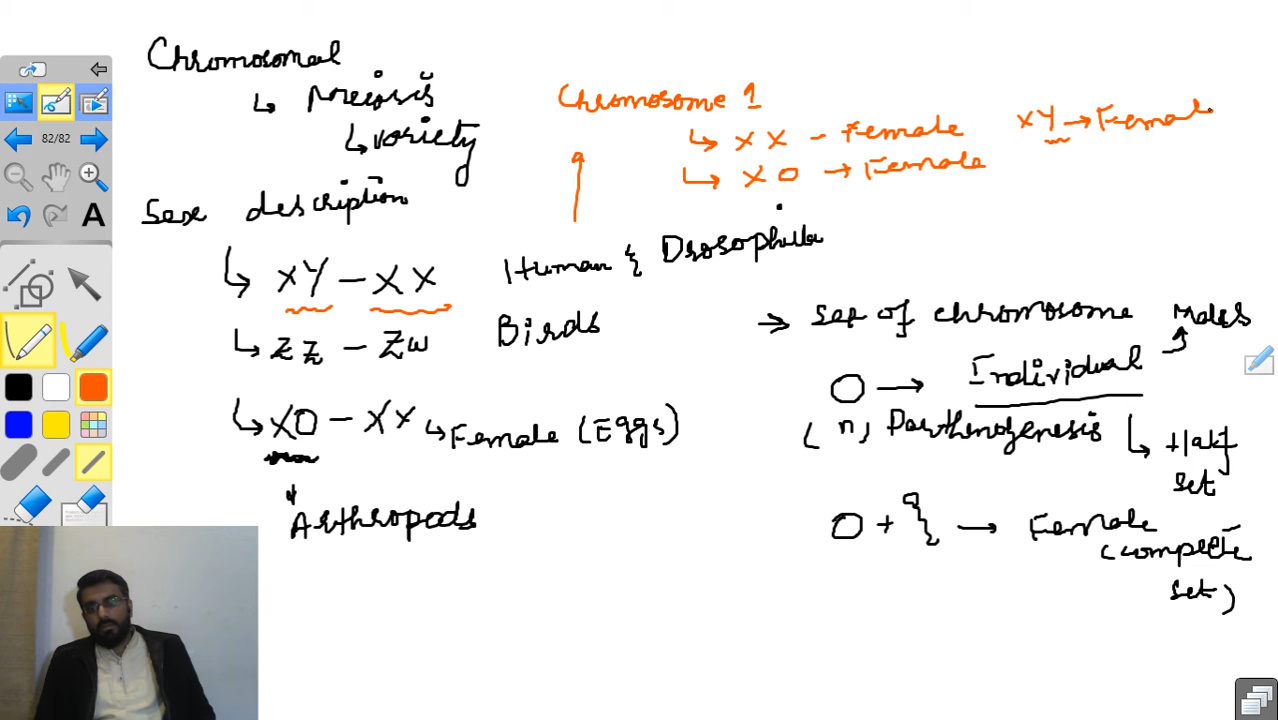 Chromosomal
↳ Meiosis
↳ variety
Sex description
↳ XY – XX Human & Drosophila
↳ ZZ – ZW Birds
↳ XO – XX ↳ Female (Eggs)
Arthropods
Chromosome 1
↳ XX – Female
↳ XO → Female
XY → Femal
→ Set of chromosome
O → Individual → Males
(n) Parthenogenesis
↳ Half
set
O + → Female
(complete
set)
82/82
A